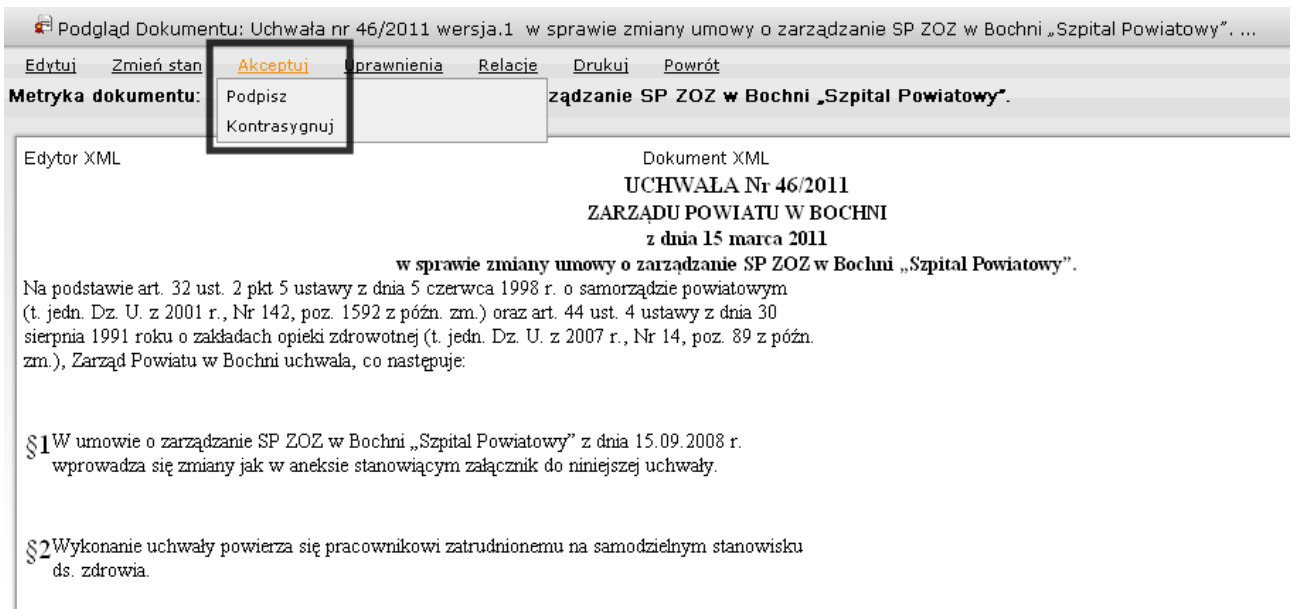 Podgląd Dokumentu: Uchwała nr 46/2011 wersja.1 w sprawie zmiany umowy o zarządzanie SP ZOZ w Bochni „Szpital Powiatowy”. ...
Edytuj Zmień stan Akceptuj Uprawnienia Relacje Drukuj Powrót
Metryka dokumentu: ządzanie SP ZOZ w Bochni „Szpital Powiatowy”.
Podpisz
Kontrasygnuj
Edytor XML Dokument XML
UCHWAŁA Nr 46/2011
ZARZĄDU POWIATU W BOCHNI
z dnia 15 marca 2011
w sprawie zmiany umowy o zarządzanie SP ZOZ w Bochni „Szpital Powiatowy”.
Na podstawie art. 32 ust. 2 pkt 5 ustawy z dnia 5 czerwca 1998 r. o samorządzie powiatowym
(t. jedn. Dz. U. z 2001 r., Nr 142, poz. 1592 z późn. zm.) oraz art. 44 ust. 4 ustawy z dnia 30
sierpnia 1991 roku o zakładach opieki zdrowotnej (t. jedn. Dz. U. z 2007 r., Nr 14, poz. 89 z późn.
zm.), Zarząd Powiatu w Bochni uchwala, co następuje:
§1 W umowie o zarządzanie SP ZOZ w Bochni „Szpital Powiatowy” z dnia 15.09.2008 r.
wprowadza się zmiany jak w aneksie stanowiącym załącznik do niniejszej uchwały.
§2 Wykonanie uchwały powierza się pracownikowi zatrudnionemu na samodzielnym stanowisku
ds. zdrowia.